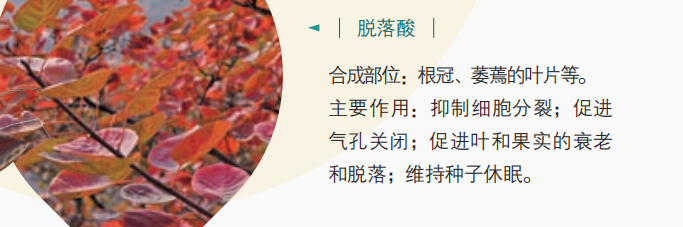 脱落酸
合成部位：根冠、萎蔫的叶片等。
主要作用：抑制细胞分裂；促进
气孔关闭；促进叶和果实的衰老
和脱落；维持种子休眠。